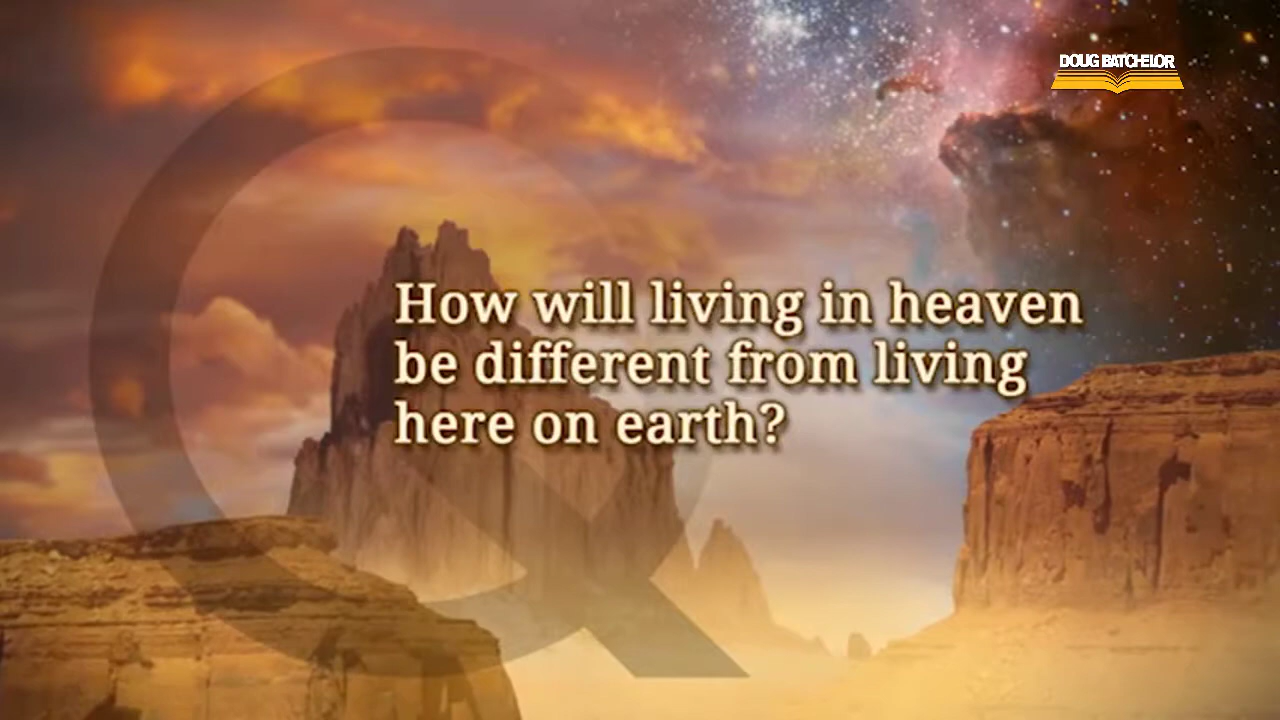 DOUG BATCHELOR
How will living in heaven
be different from living
here on earth?